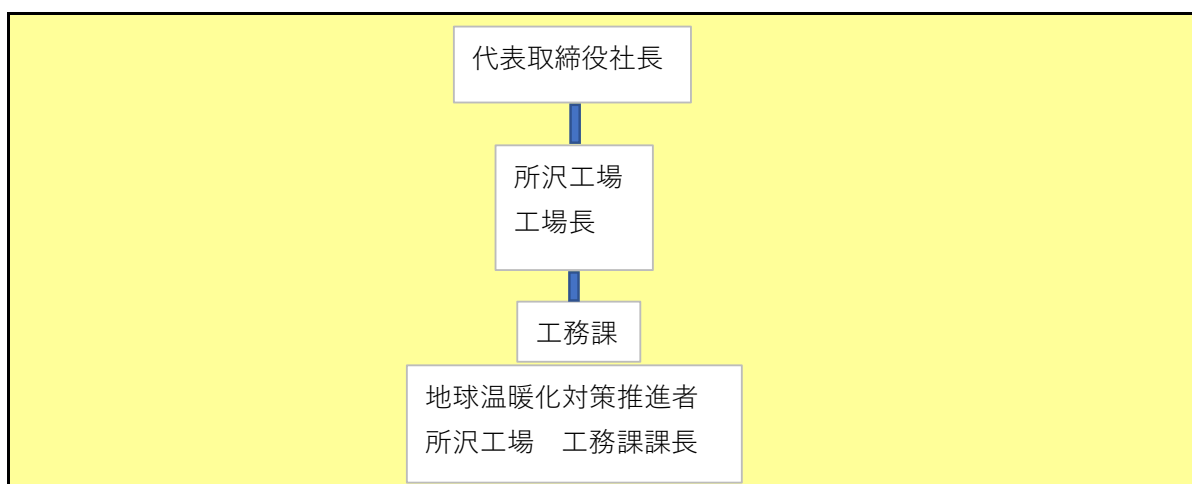 代表取締役社長
所沢工場
工場長
工務課
地球温暖化対策推進者
所沢工場　工務課課長